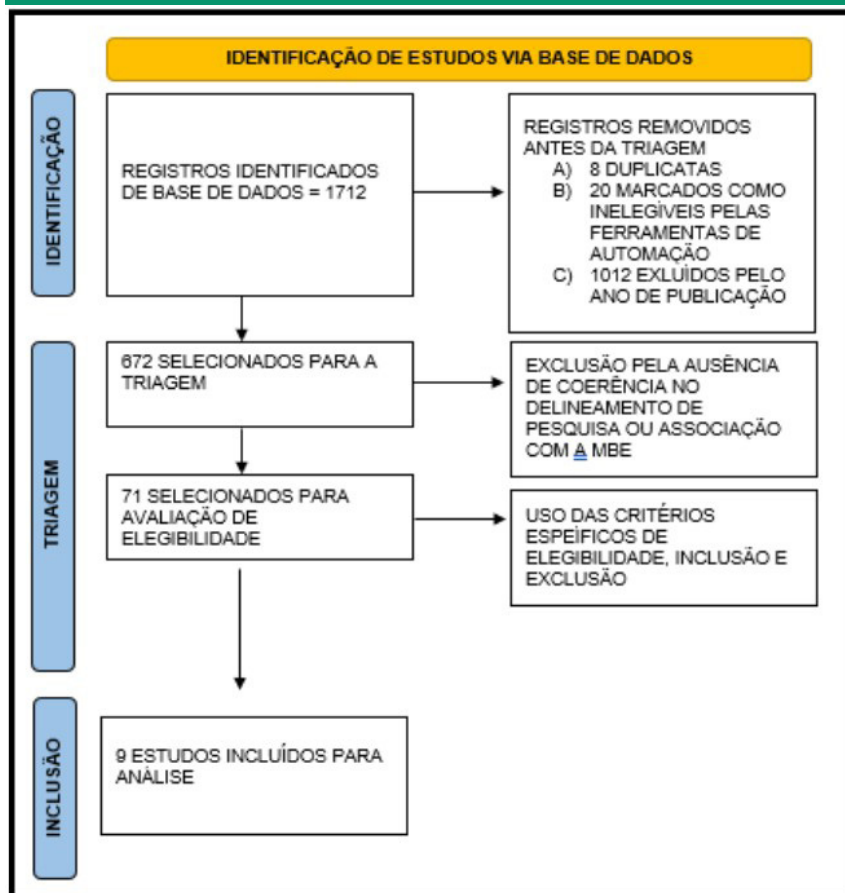 IDENTIFICAÇÃO DE ESTUDOS VIA BASE DE DADOS
IDENTIFICAÇÃO
REGISTROS IDENTIFICADOS
DE BASE DE DADOS = 1712
REGISTROS REMOVIDOS
ANTES DA TRIAGEM
A) 8 DUPLICATAS
B) 20 MARCADOS COMO
INELEGÍVEIS PELAS
FERRAMENTAS DE
AUTOMAÇÃO
C) 1012 EXLUÍDOS PELO
ANO DE PUBLICAÇÃO
TRIAGEM
672 SELECIONADOS PARA A
TRIAGEM
EXCLUSÃO PELA AUSÊNCIA
DE COERÊNCIA NO
DELINEAMENTO DE
PESQUISA OU ASSOCIAÇÃO
COM A MBE
71 SELECIONADOS PARA
AVALIAÇÃO DE
ELEGIBILIDADE
USO DAS CRITÉRIOS
ESPEÍFICOS DE
ELEGIBILIDADE, INCLUSÃO E
EXCLUSÃO
INCLUSÃO
9 ESTUDOS INCLUÍDOS PARA
ANÁLISE